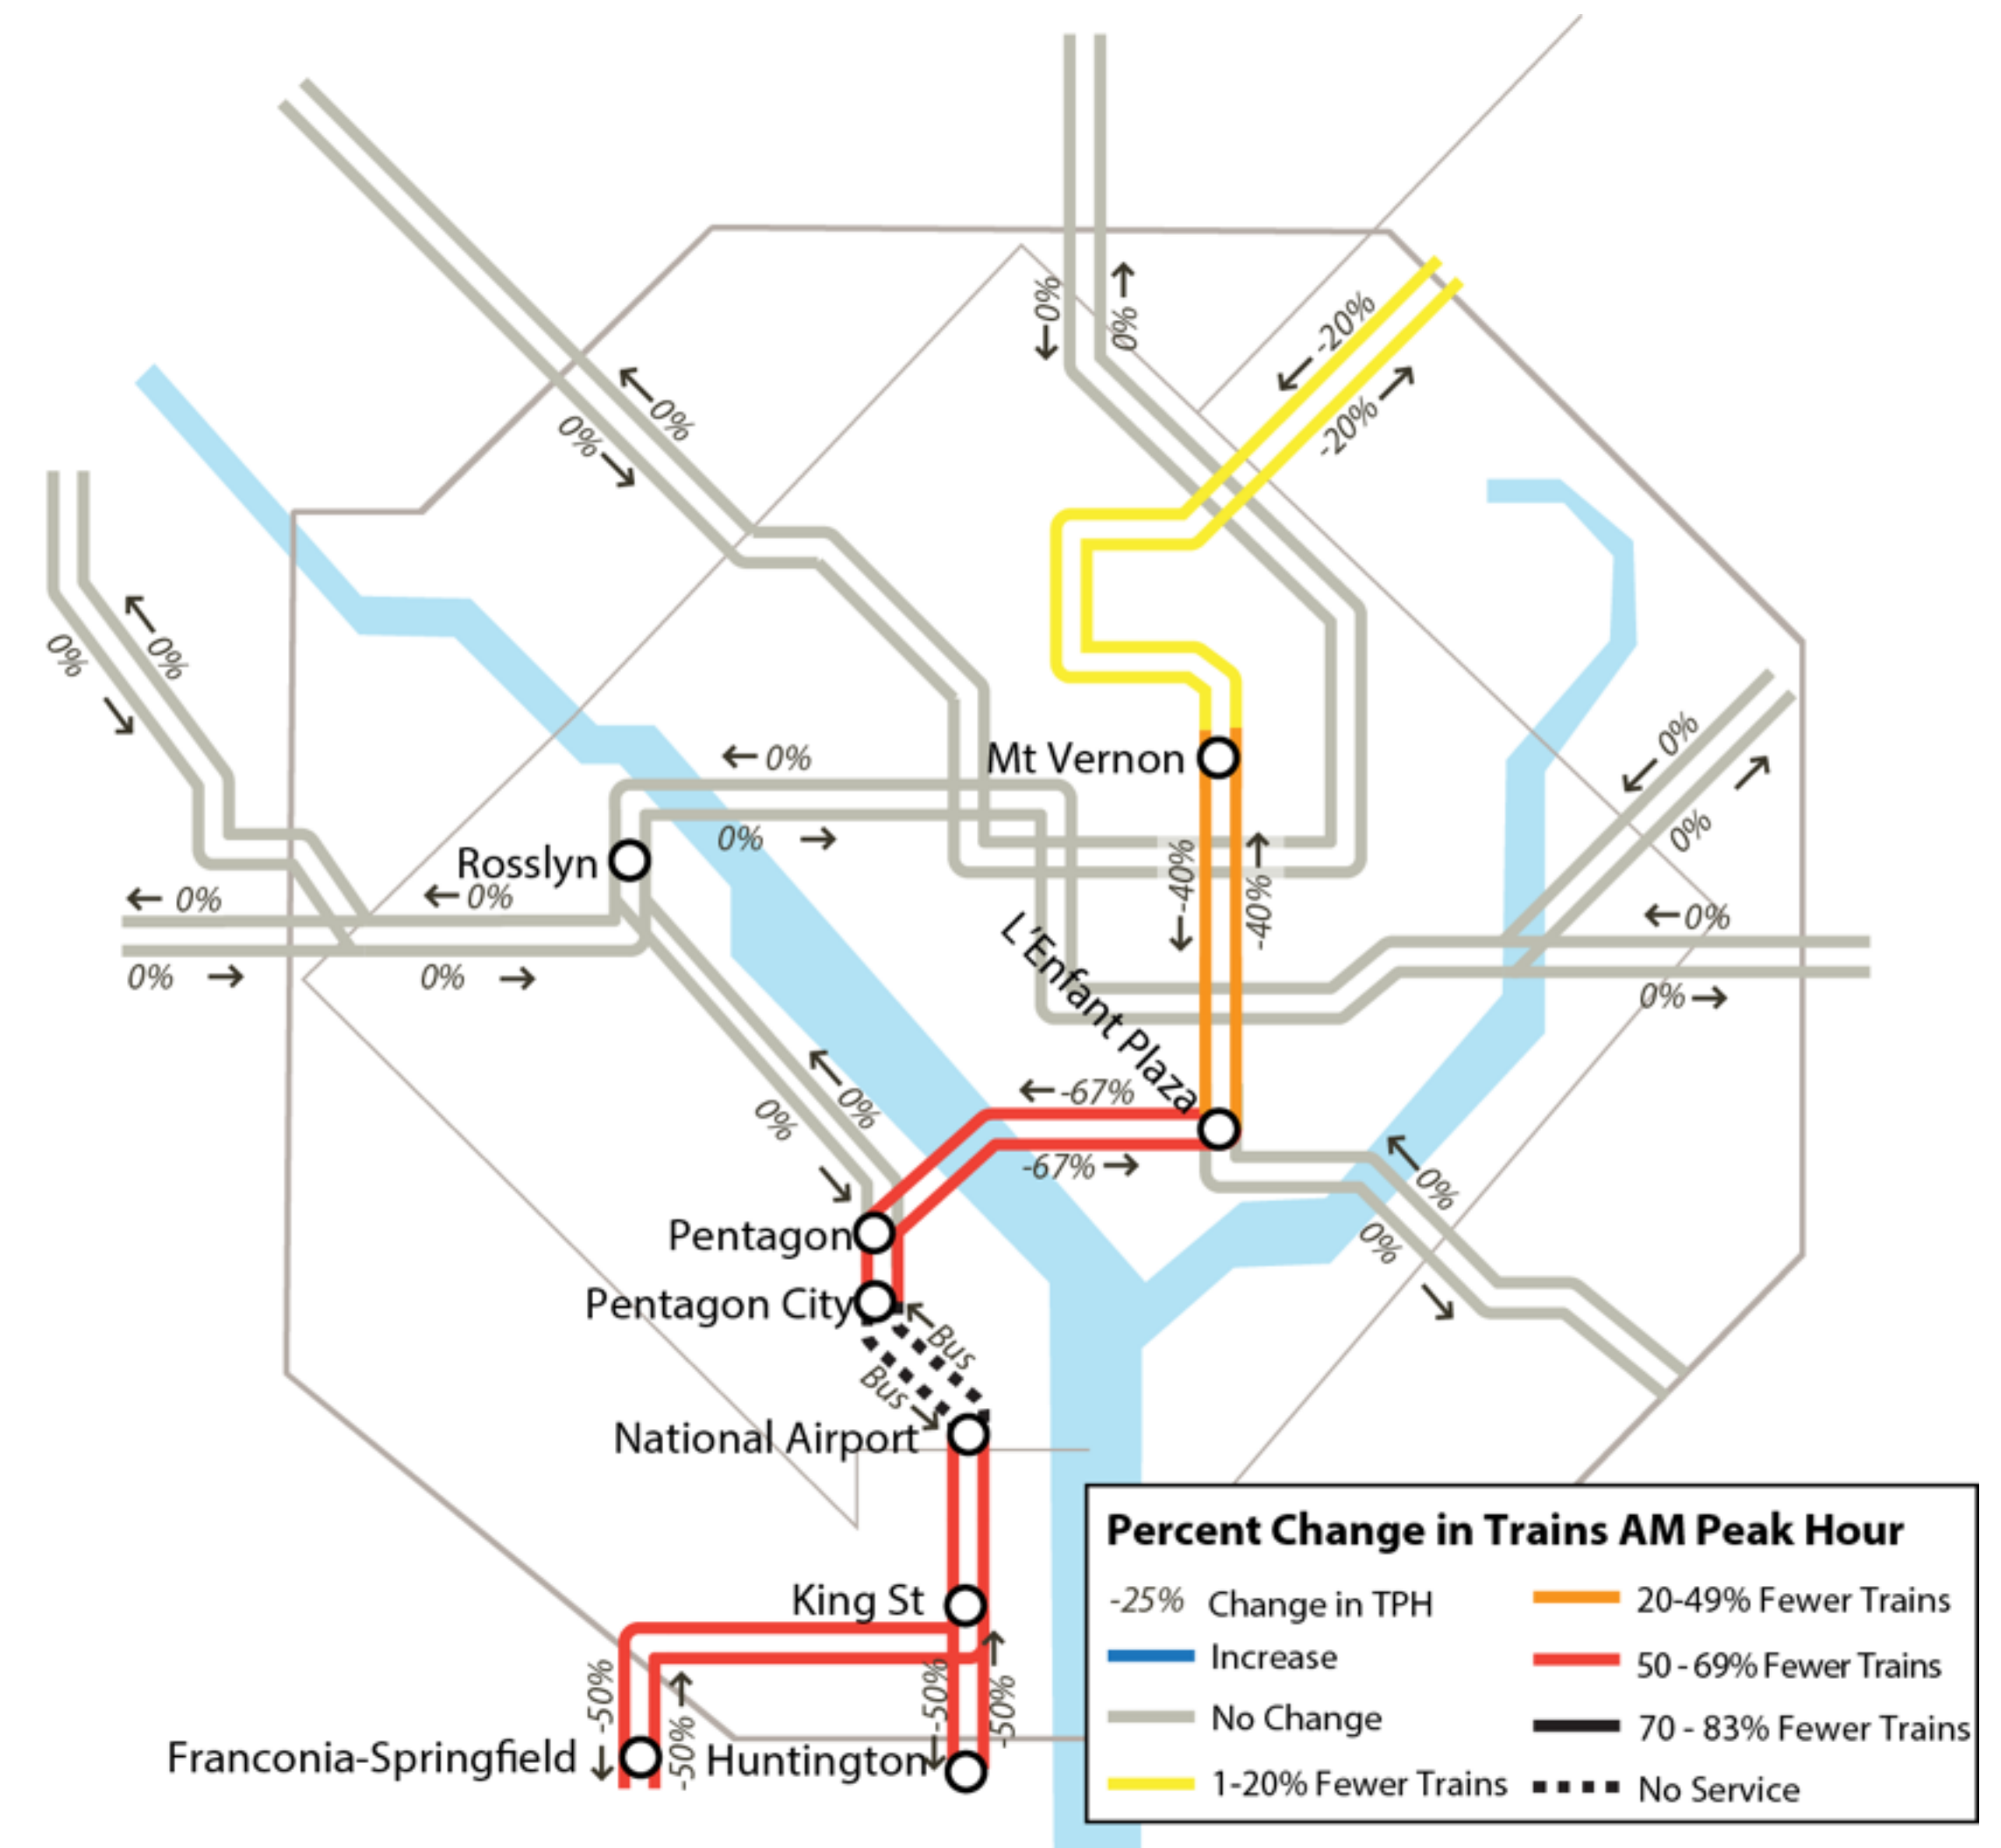 0%
0%
-20%
-20%
0%
0%
0%
0%
0%
0%
Mt Vernon
0%
Rosslyn
0%
0%
0%
-40%
-40%
0%
0%
0%
0%
0%
L'Enfant Plaza
-67%
-67%
0%
0%
0%
0%
Pentagon
Pentagon City
Bus
Bus
National Airport
King St
-50%
-50%
-50%
-50%
Franconia-Springfield
Huntington
Percent Change in Trains AM Peak Hour
-25% Change in TPH
Increase
No Change
1-20% Fewer Trains
20-49% Fewer Trains
50 - 69% Fewer Trains
70 - 83% Fewer Trains
No Service